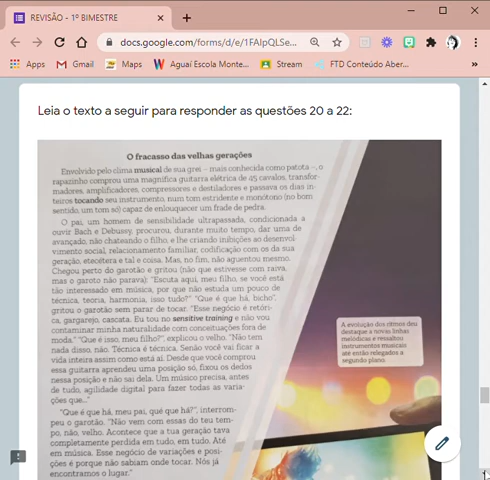 REVISÃO - 1º BIMESTRE
docs.google.com/forms/d/e/1FAIpQLSe...
Apps Gmail Maps Aguaí Escola Monte... Stream FTD Conteúdo Aber...
Leia o texto a seguir para responder as questões 20 a 22:
O fracasso das velhas gerações
Envolvido pelo clima musical de sua grei – mais conhecida como patota –, o
rapazinho comprou uma magnífica guitarra elétrica de 45 cavalos, transfor-
madores, amplificadores, compressores e destiladores e passava os dias in-
teiros tocando seu instrumento, num tom estridente e monótono (no bom
sentido, um tom só) capaz de enlouquecer um frade de pedra.
O pai, um homem de sensibilidade ultrapassada, condicionada a
ouvir Bach e Debussy, procurou, durante muito tempo, dar uma de
avançado, não chateando o filho, e lhe criando inibições ao desenvol-
vimento social, relacionamento familiar, codificação com os da sua
geração, etecétera e tal e coisa. Mas, no fim, não aguentou mesmo.
Chegou perto do garotão e gritou (não que estivesse com raiva,
mas o garoto não parava): "Escuta aqui, meu filho, se você está
tão interessado em música, por que não estuda um pouco de
técnica, teoria, harmonia, isso tudo?" "Que é que há, bicho",
gritou o garotão sem parar de tocar. "Esse negócio é retóri-
ca, gargarejo, cascata. Eu tou no sensitive training e não vou
contaminar minha naturalidade com conceituações fora de
moda." "Que é isso, meu filho?", explicou o velho. "Não tem
nada disso, não. Técnica é técnica. Senão você vai ficar a
vida inteira assim como está aí. Desde que você comprou
essa guitarra aprendeu uma posição só, fixou os dedos
nessa posição e não sai dela. Um músico precisa, antes
de tudo, agilidade digital para fazer todas as varia-
ções que..."
"Que é que há, meu pai, quê que há?", interrom-
peu o garotão. "Não vem com essas do teu tem-
po, não, velho. Acontece que a tua geração tava
completamente perdida em tudo, em tudo. Até
em música. Esse negócio de variações e posi-
ções é porque não sabiam onde tocar. Nós já
encontramos o lugar."
A evolução dos ritmos deu
destaque a novas linhas
melódicas e ressaltou
instrumentos musicais
até então relegados a
segundo plano.